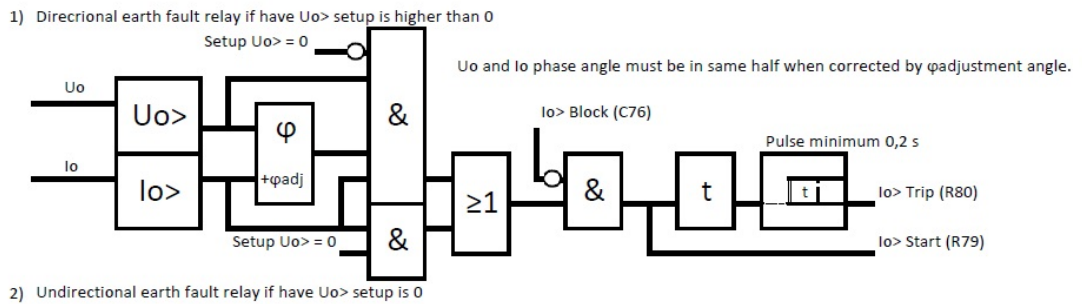 1) Direcrional earth fault relay if have Uo> setup is higher than 0
Setup Uo> = 0
Uo and Io phase angle must be in same half when corrected by φadjustment angle.
Uo
Uo>
φ
&
Io> Block (C76)
Pulse minimum 0,2 s
Io
Io>
+φadj
≥1
&
t
t
Io> Trip (R80)
Setup Uo> = 0
&
Io> Start (R79)
2) Undirectional earth fault relay if have Uo> setup is 0